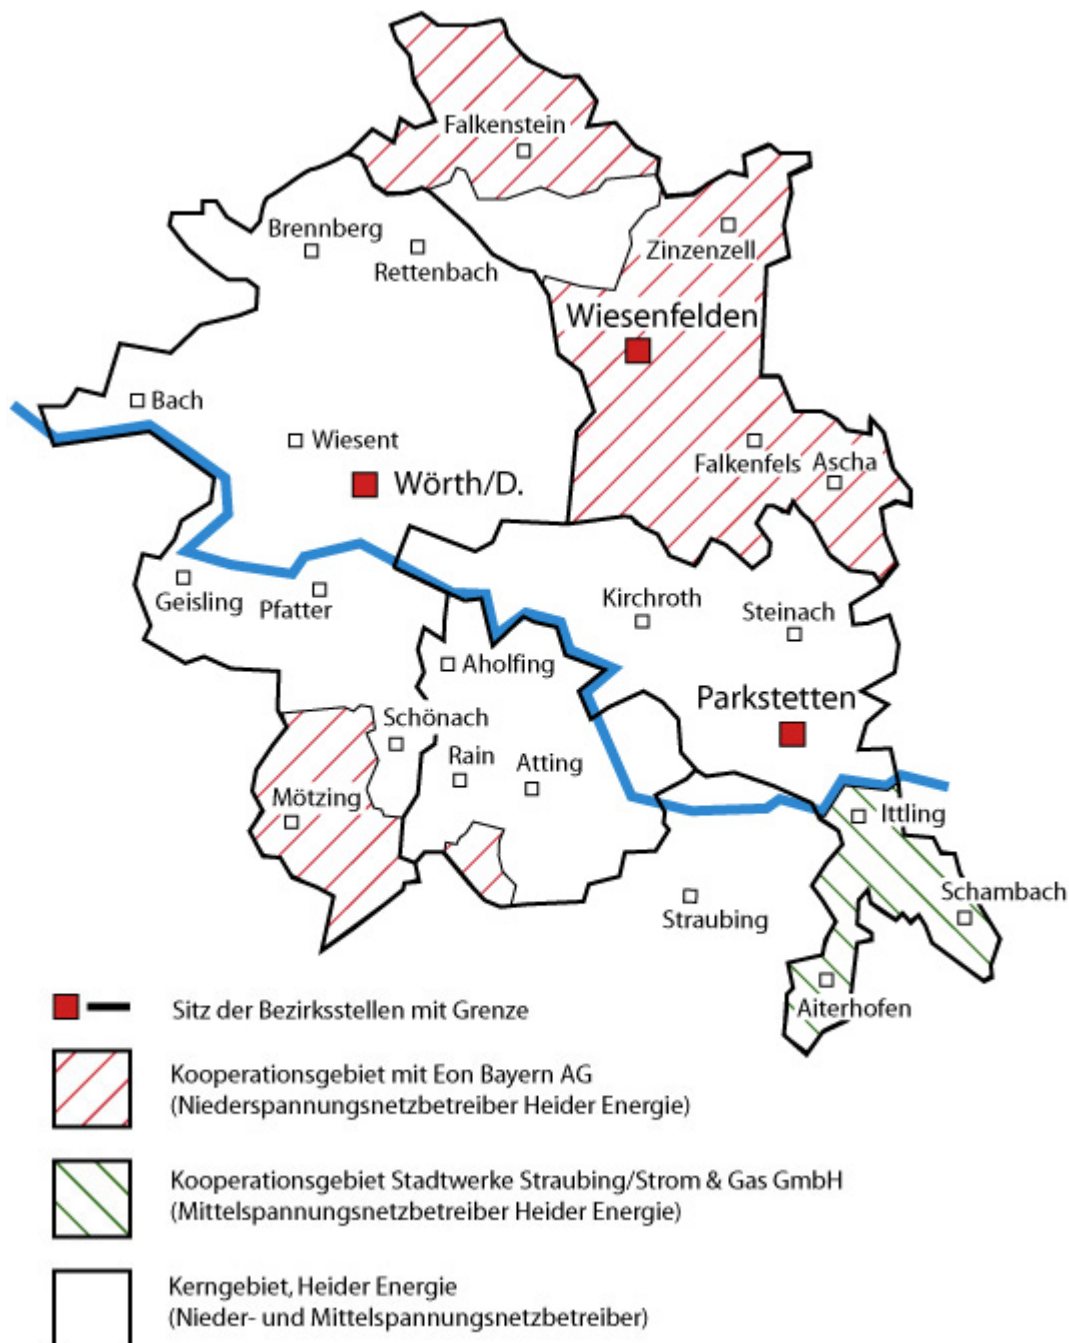 Falkenstein
Brennberg
Rettenbach
Zinzenzell
Wiesenfelden
Bach
Wiesent
Wörth/D.
Falkenfels
Ascha
Geisling
Pfatter
Kirchroth
Steinach
Aholfing
Parkstetten
Schönach
Rain
Atting
Mötzing
Ittling
Straubing
Schambach
Aiterhofen
Sitz der Bezirksstellen mit Grenze
Kooperationsgebiet mit Eon Bayern AG
(Niederspannungsnetzbetreiber Heider Energie)
Kooperationsgebiet Stadtwerke Straubing/Strom & Gas GmbH
(Mittelspannungsnetzbetreiber Heider Energie)
Kerngebiet, Heider Energie
(Nieder- und Mittelspannungsnetzbetreiber)